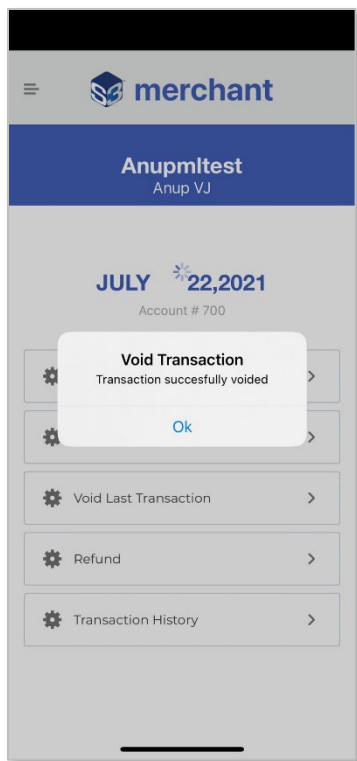 merchant
Anupmltest
Anup VJ
JULY 22,2021
Account # 700
Void Transaction
Transaction succesfully voided
Ok
Void Last Transaction
Refund
Transaction History